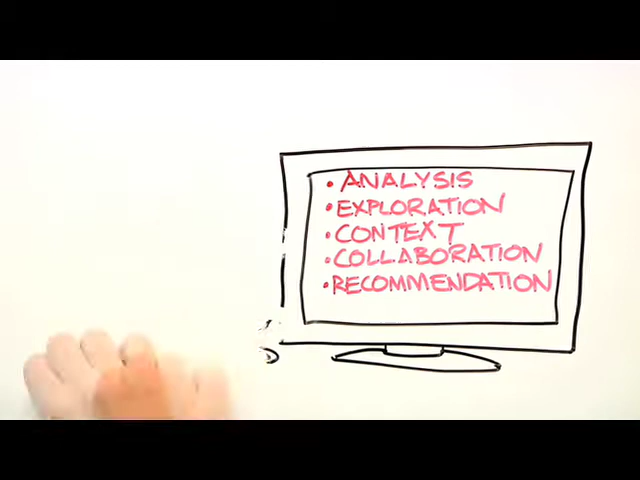 • ANALYSIS
• EXPLORATION
• CONTEXT
• COLLABORATION
• RECOMMENDATION